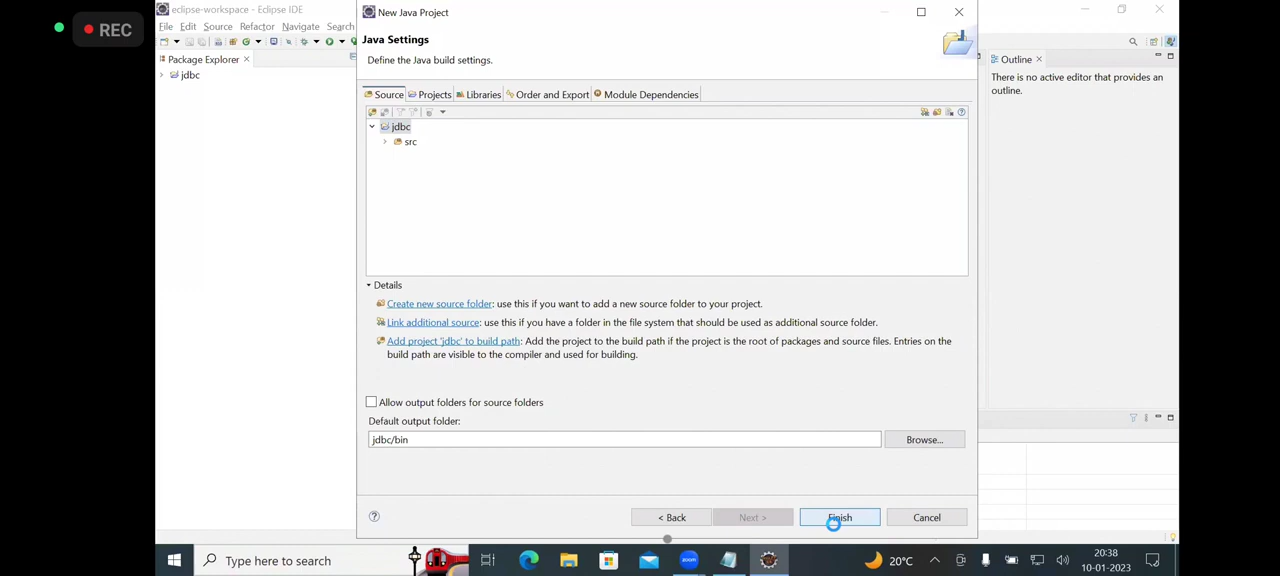 REC
eclipse-workspace - Eclipse IDE
File Edit Source Refactor Navigate Search
Package Explorer
jdbc
New Java Project
Java Settings
Define the Java build settings.
Source Projects Libraries Order and Export Module Dependencies
jdbc
src
Details
Create new source folder: use this if you want to add a new source folder to your project.
Link additional source: use this if you have a folder in the file system that should be used as additional source folder.
Add project 'jdbc' to build path: Add the project to the build path if the project is the root of packages and source files. Entries on the
build path are visible to the compiler and used for building.
Allow output folders for source folders
Default output folder:
jdbc/bin Browse...
< Back Next > Finish Cancel
Outline
There is no active editor that provides an
outline.
Type here to search
zoom
20°C
20:38
10-01-2023